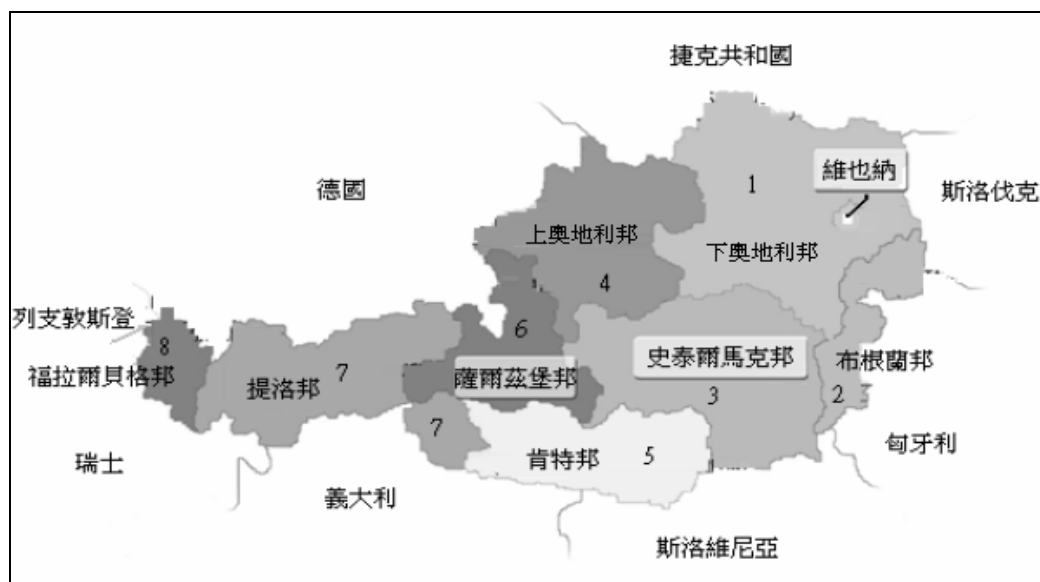 捷克共和國
維也納
1
德國
斯洛伐克
上奧地利邦
下奧地利邦
4
列支敦斯登
6
8
史泰爾馬克邦
布根蘭邦
福拉爾貝格邦
提洛邦
7
薩爾茲堡邦
3
2
7
匈牙利
瑞士
肯特邦
5
義大利
斯洛維尼亞